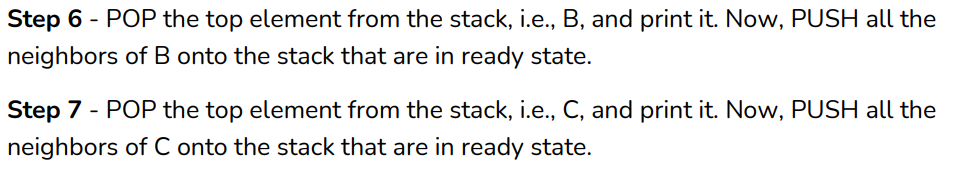 Step 6 - POP the top element from the stack, i.e., B, and print it. Now, PUSH all the
neighbors of B onto the stack that are in ready state.
Step 7 - POP the top element from the stack, i.e., C, and print it. Now, PUSH all the
neighbors of C onto the stack that are in ready state.